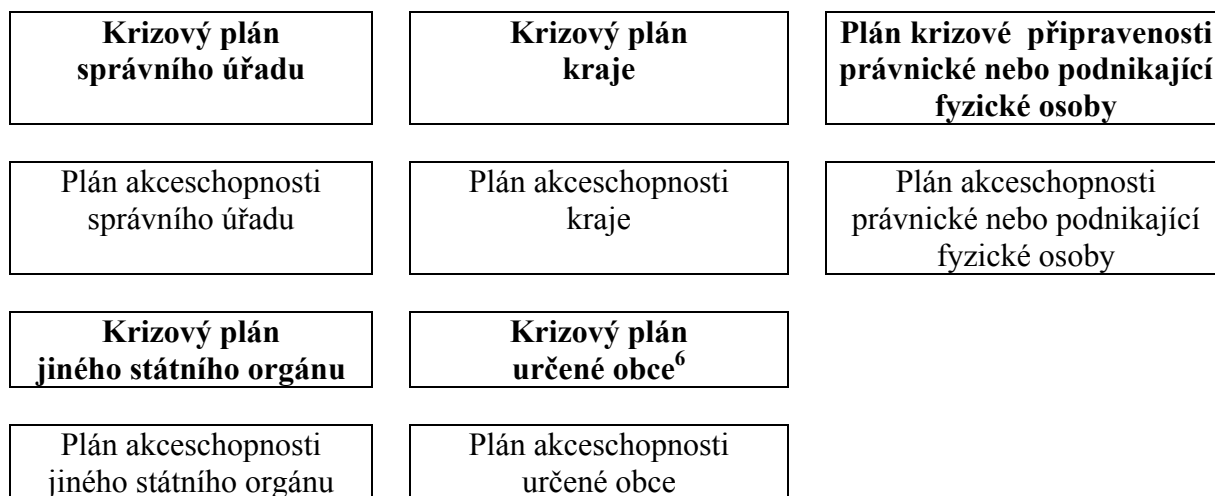 Krizový plán
správního úřadu
Krizový plán
kraje
Plán krizové připravenosti
právnické nebo podnikající
fyzické osoby
Plán akceschopnosti
správního úřadu
Plán akceschopnosti
kraje
Plán akceschopnosti
právnické nebo podnikající
fyzické osoby
Krizový plán
jiného státního orgánu
Krizový plán
určené obce⁶
Plán akceschopnosti
jiného státního orgánu
Plán akceschopnosti
určené obce